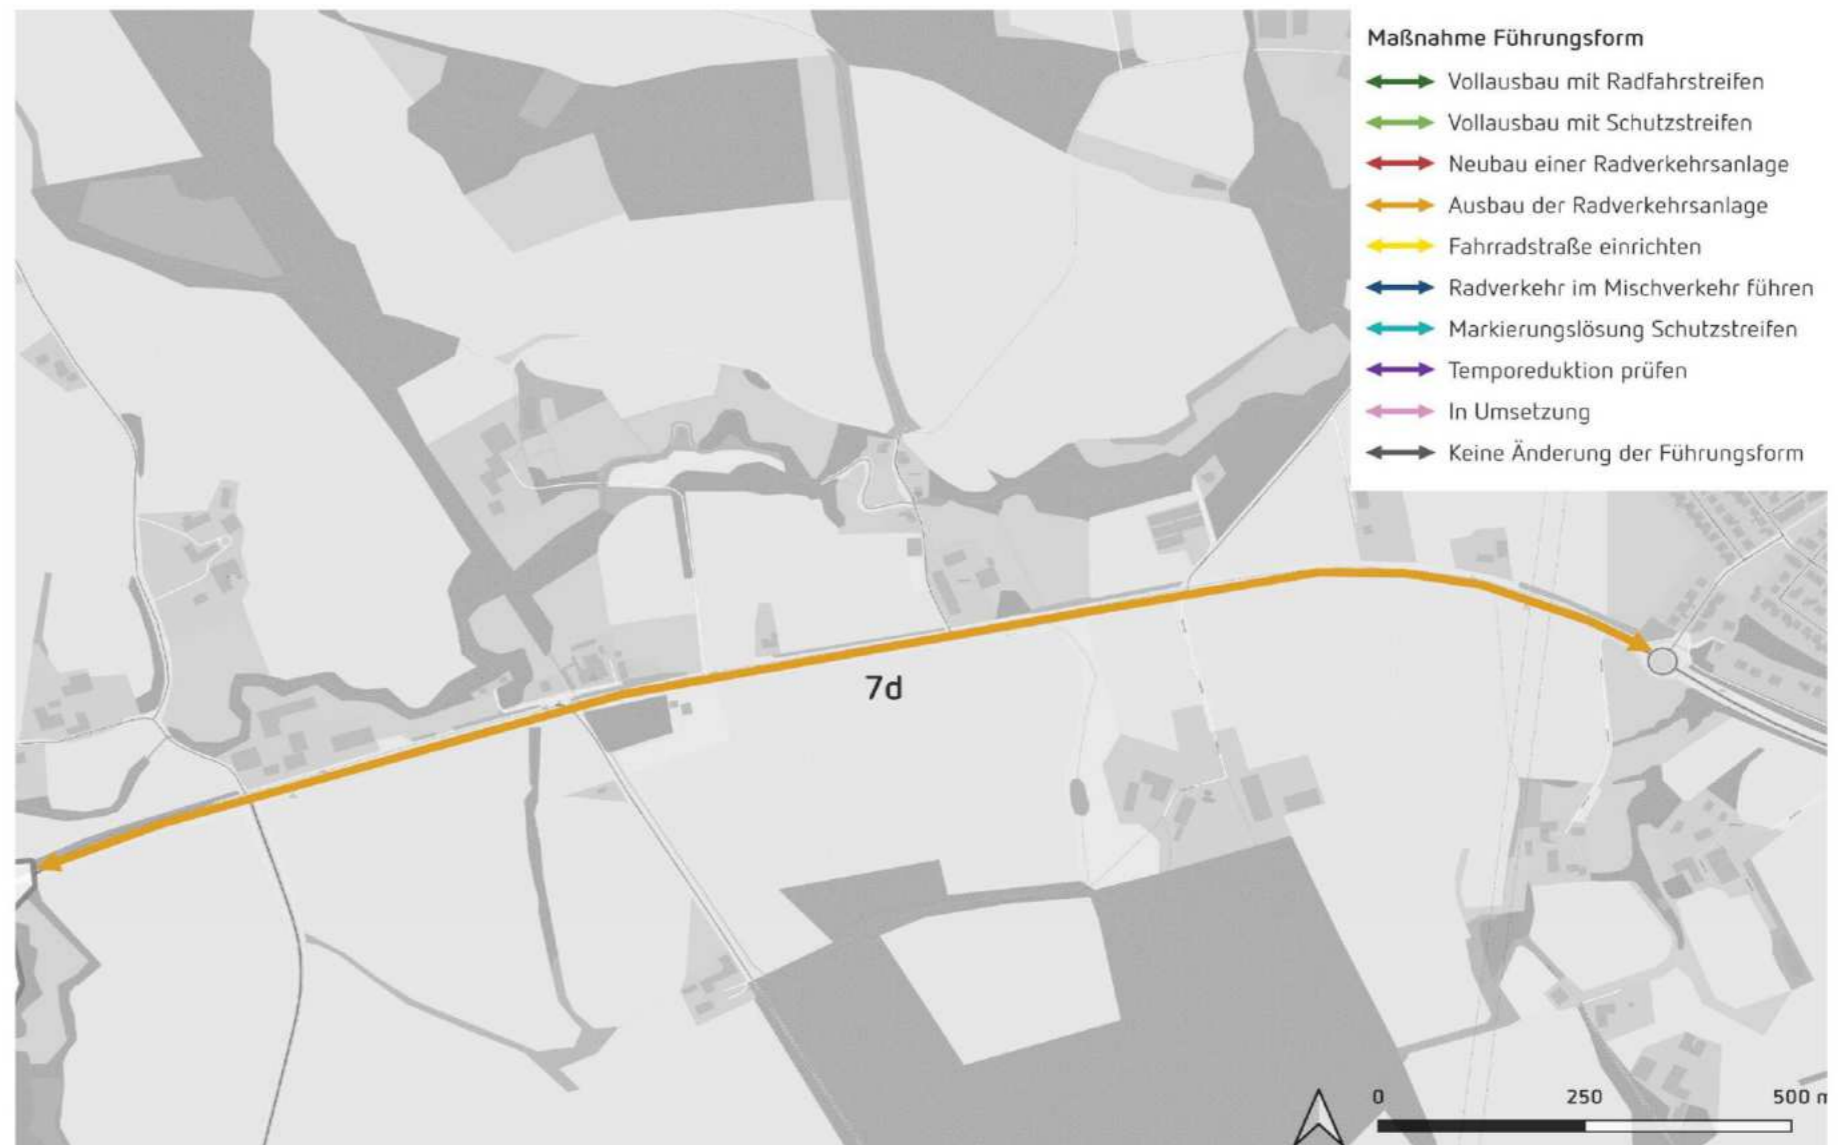 Maßnahme Führungsform
Vollausbau mit Radfahrstreifen
Vollausbau mit Schutzstreifen
Neubau einer Radverkehrsanlage
Ausbau der Radverkehrsanlage
Fahrradstraße einrichten
Radverkehr im Mischverkehr führen
Markierungslösung Schutzstreifen
Temporeduktion prüfen
In Umsetzung
Keine Änderung der Führungsform
7d
0 250 500 m